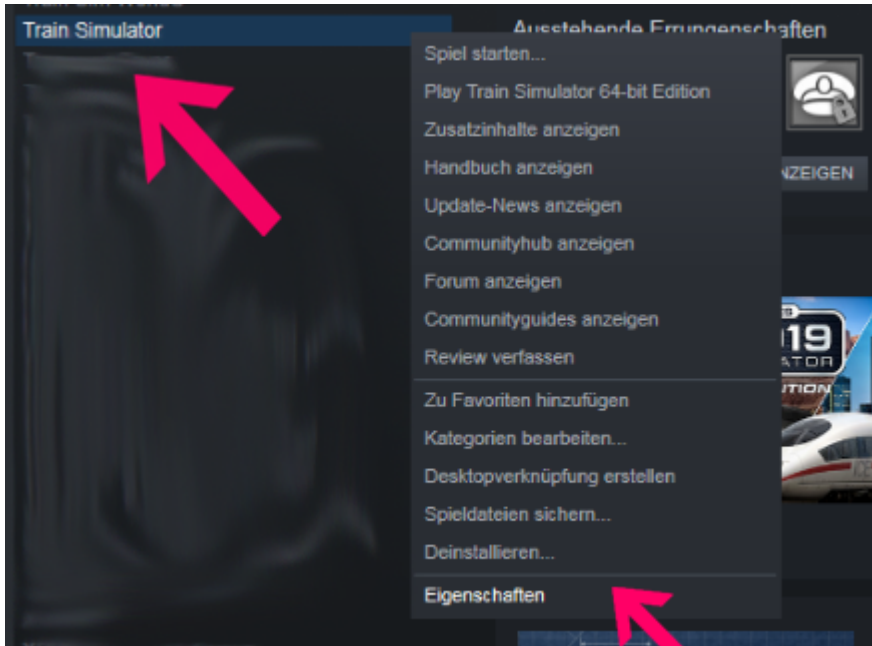 Train Simulator
Ausstehende Errungenschaften
Spiel starten...
Play Train Simulator 64-bit Edition
Zusatzinhalte anzeigen
Handbuch anzeigen
NZEIGEN
Update-News anzeigen
Communityhub anzeigen
Forum anzeigen
Communityguides anzeigen
19
Review verfassen
ATOR
ITION
Zu Favoriten hinzufügen
Kategorien bearbeiten...
Desktopverknüpfung erstellen
Spieldateien sichern...
Deinstallieren...
Eigenschaften